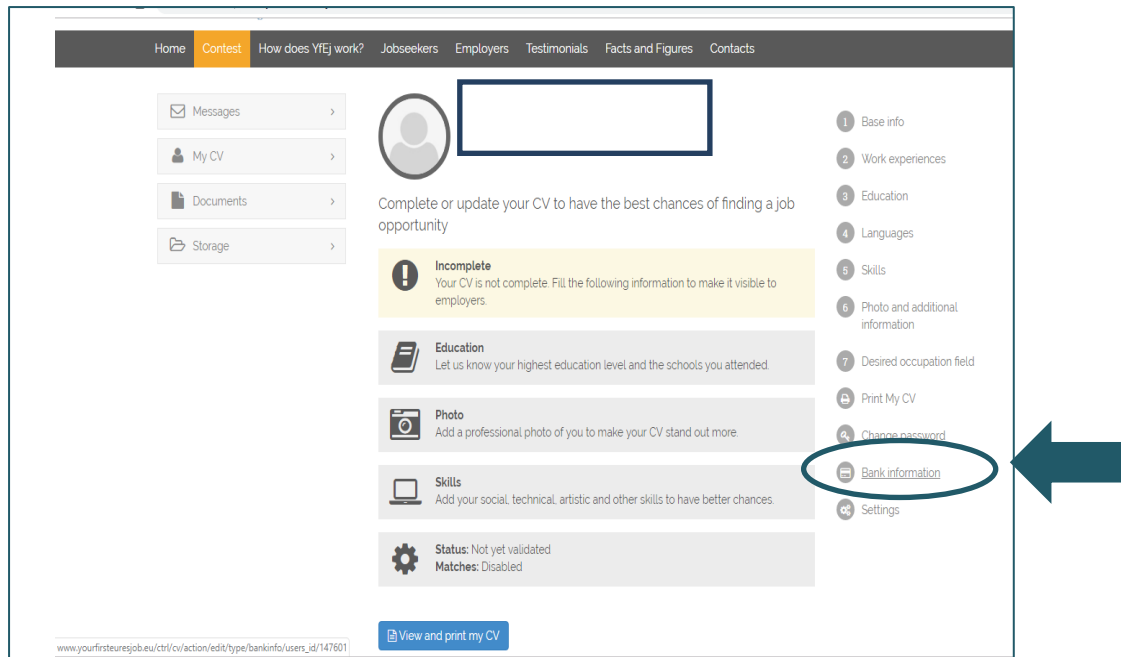 Home Contest How does YfEj work? Jobseekers Employers Testimonials Facts and Figures Contacts
Messages
My CV
Documents
Storage
Complete or update your CV to have the best chances of finding a job
opportunity
Incomplete
Your CV is not complete. Fill the following information to make it visible to
employers.
Education
Let us know your highest education level and the schools you attended.
Photo
Add a professional photo of you to make your CV stand out more.
Skills
Add your social, technical, artistic and other skills to have better chances.
Status: Not yet validated
Matches: Disabled
View and print my CV
1 Base info
2 Work experiences
3 Education
4 Languages
5 Skills
6 Photo and additional
information
7 Desired occupation field
Print My CV
Change password
Bank information
Settings
www.yourfirsteuresjob.eu/ctrl/cv/action/edit/type/bankinfo/users_id/147601